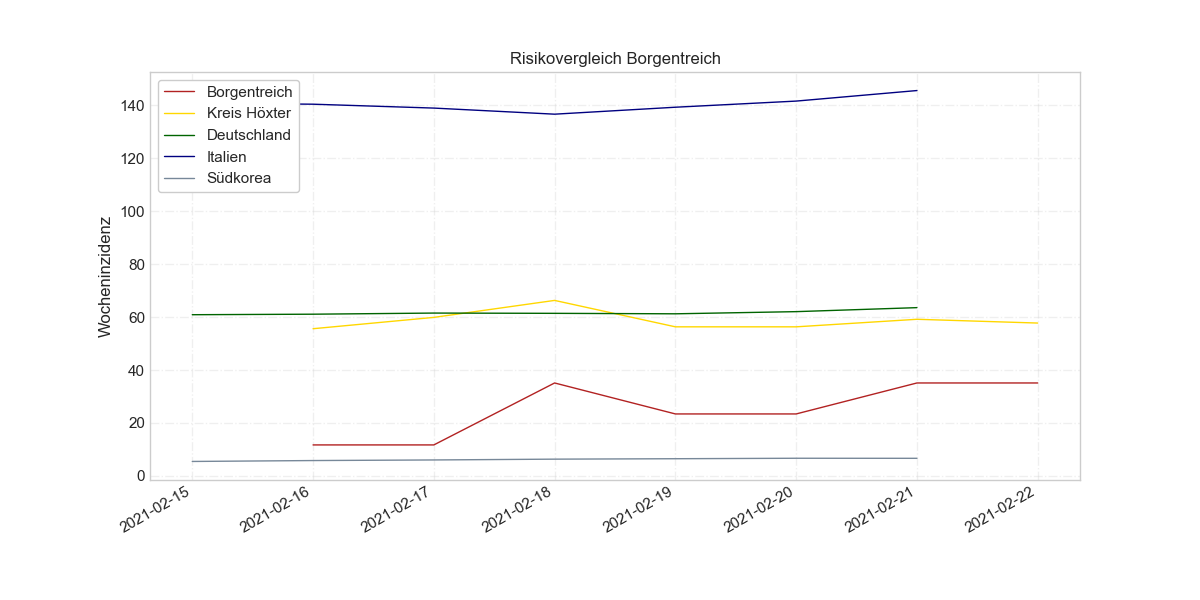 Risikovergleich Borgentreich
Borgentreich
Kreis Höxter
Deutschland
Italien
Südkorea
Wocheninzidenz
140
120
100
80
60
40
20
0
2021-02-15
2021-02-16
2021-02-17
2021-02-18
2021-02-19
2021-02-20
2021-02-21
2021-02-22